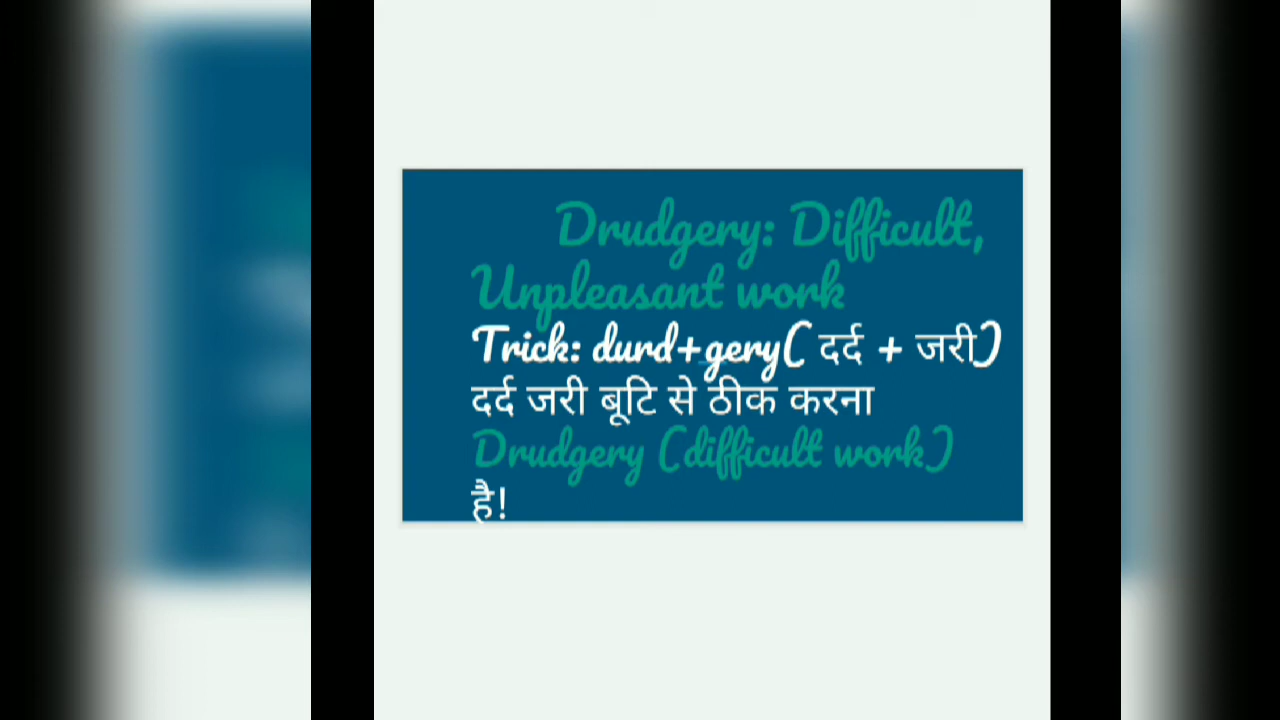 Drudgery: Difficult,
Unpleasant work
Trick: durd+gery( दर्द + जरी)
दर्द जरी बूटि से ठीक करना
Drudgery (difficult work)
है!